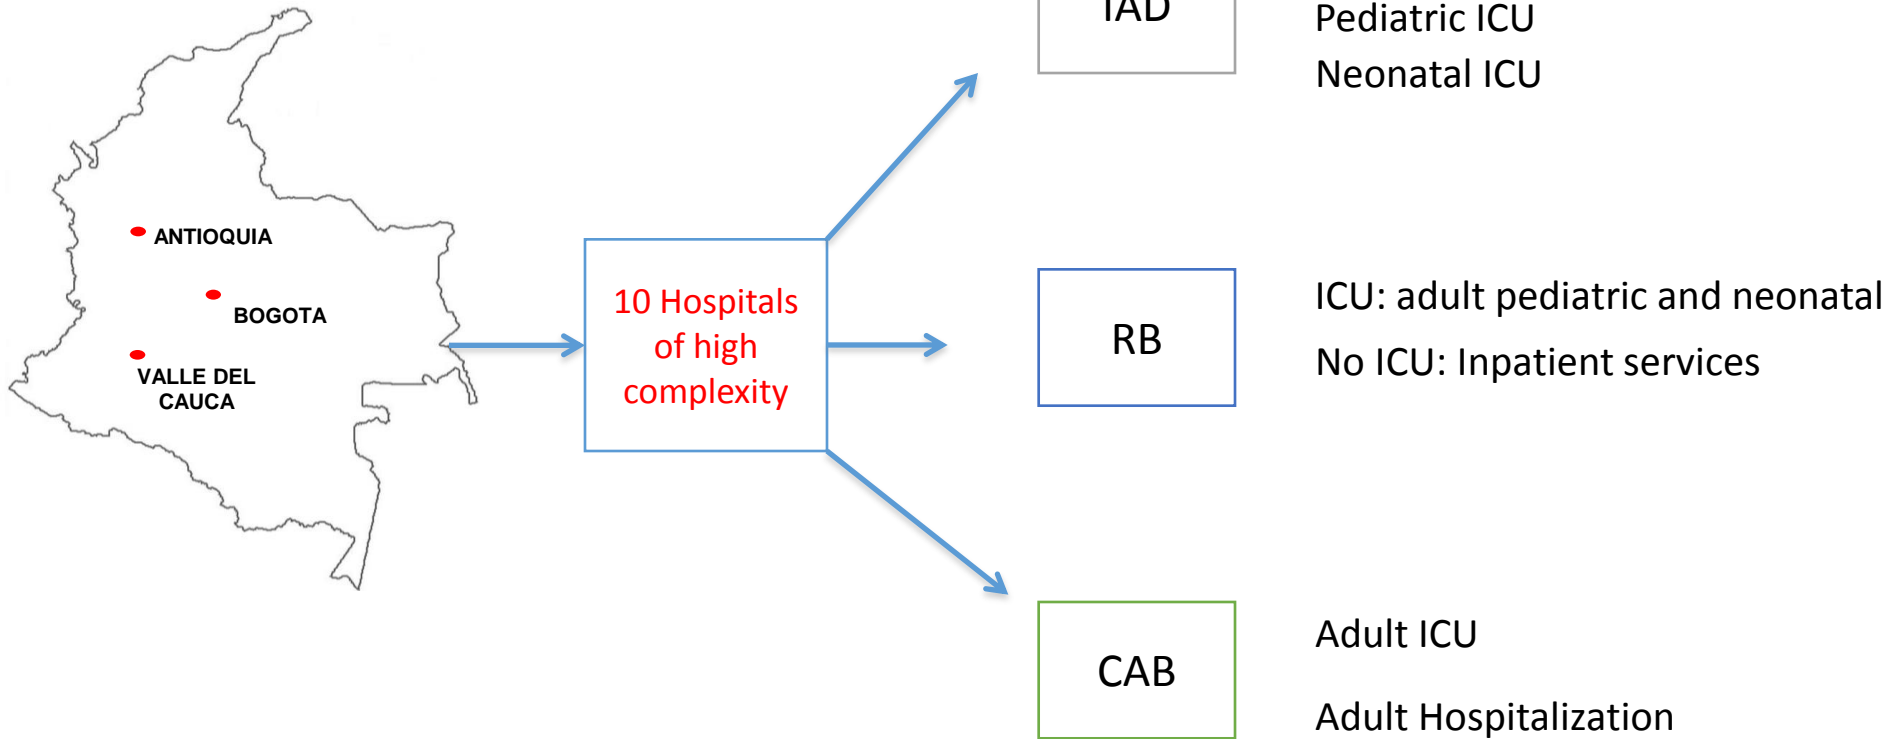 ANTIOQUIA
BOGOTA
VALLE DEL
CAUCA
10 Hospitals
of high
complexity
IAD
Pediatric ICU
Neonatal ICU
RB
ICU: adult pediatric and neonatal
No ICU: Inpatient services
CAB
Adult ICU
Adult Hospitalization